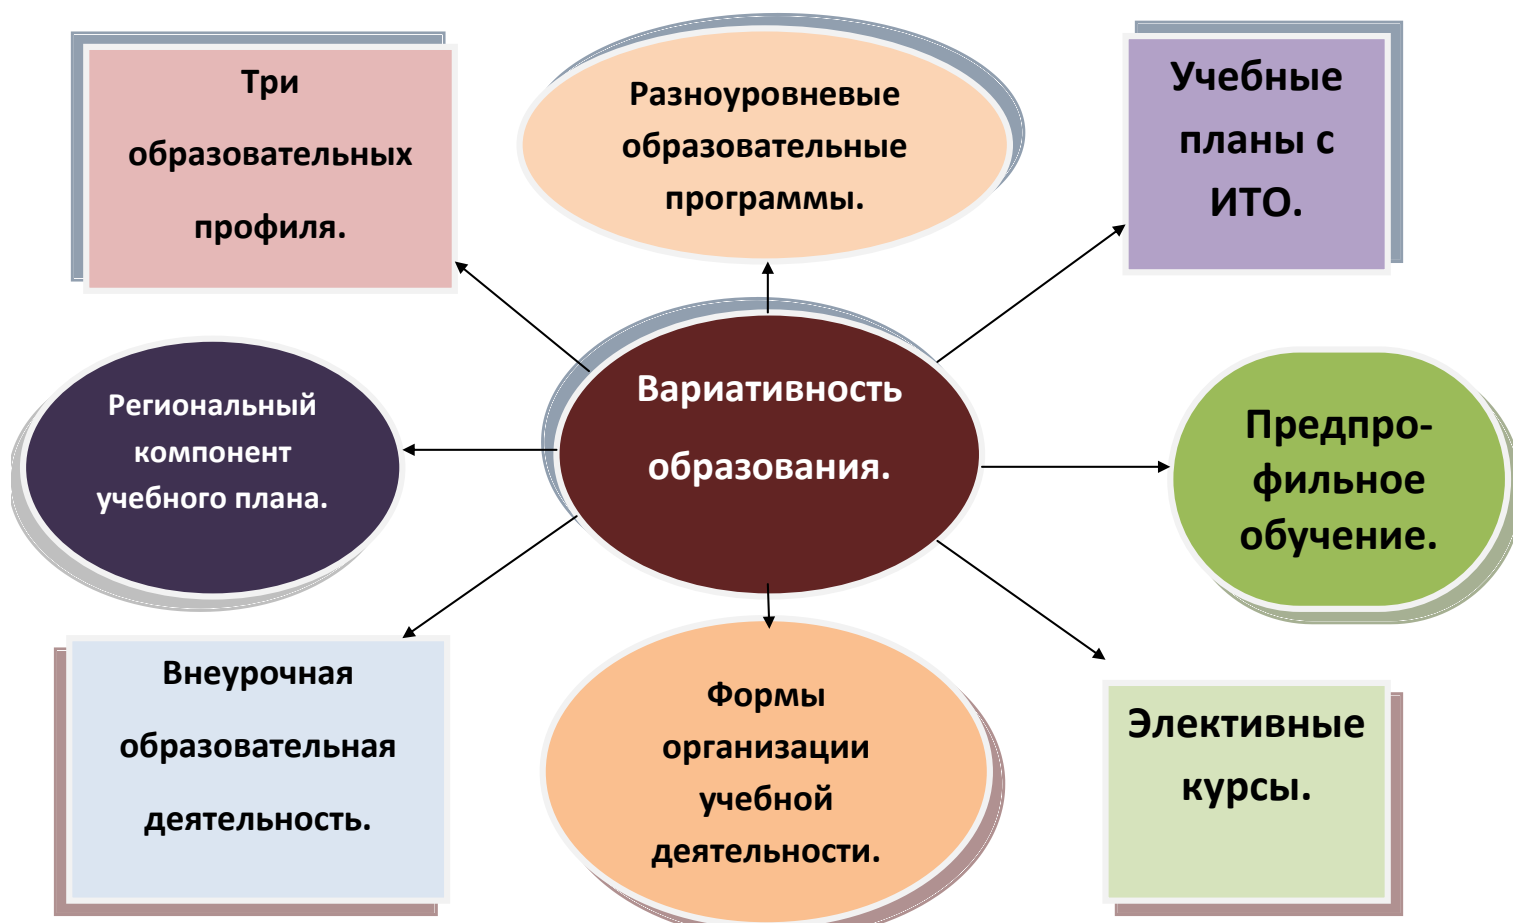 Три
образовательных
профиля.
Разноуровневые
образовательные
программы.
Учебные
планы с
ИТО.
Региональный
компонент
учебного плана.
Вариативность
образования.
Предпро-
фильное
обучение.
Внеурочная
образовательная
деятельность.
Формы
организации
учебной
деятельности.
Элективные
курсы.